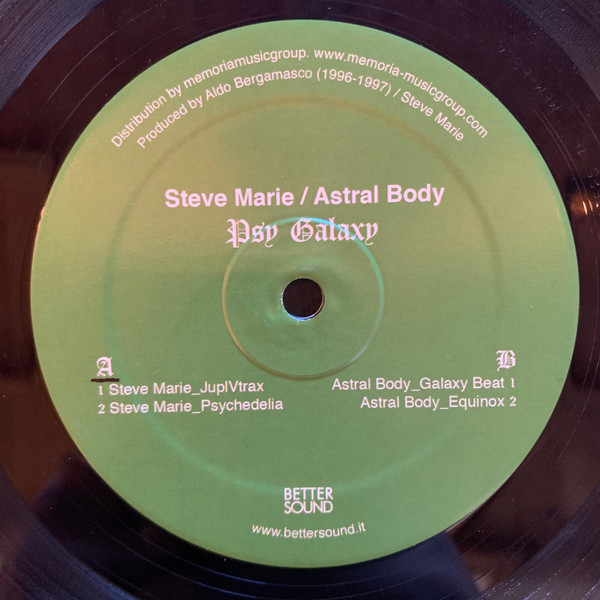 Distribution by memoriamusicgroup. www.memoria-musicgroup.com
Produced by Aldo Bergamasco (1996-1997) / Steve Marie
Steve Marie / Astral Body
Psy Galaxy
A
1 Steve Marie_JuplVtrax
2 Steve Marie_Psychedelia
B
Astral Body_Galaxy Beat 1
Astral Body_Equinox 2
BETTER
SOUND
www.bettersound.it